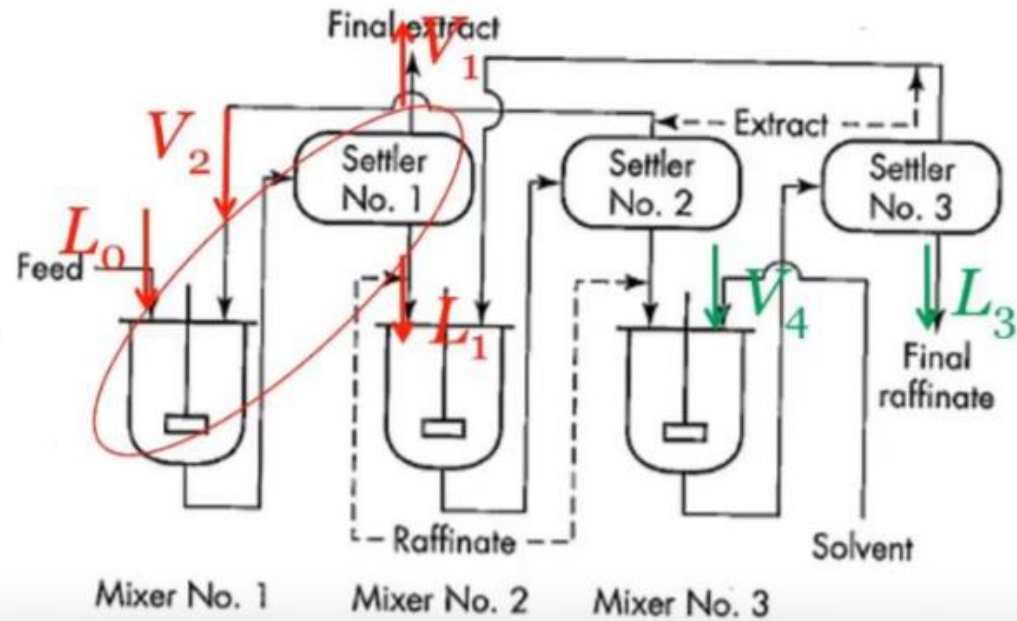 Final extract
V₁
V₂
Extract
Settler
No. 1
Settler
No. 2
Settler
No. 3
L₀
Feed
L₁
V₄
L₃
Final
raffinate
Raffinate
Solvent
Mixer No. 1
Mixer No. 2
Mixer No. 3